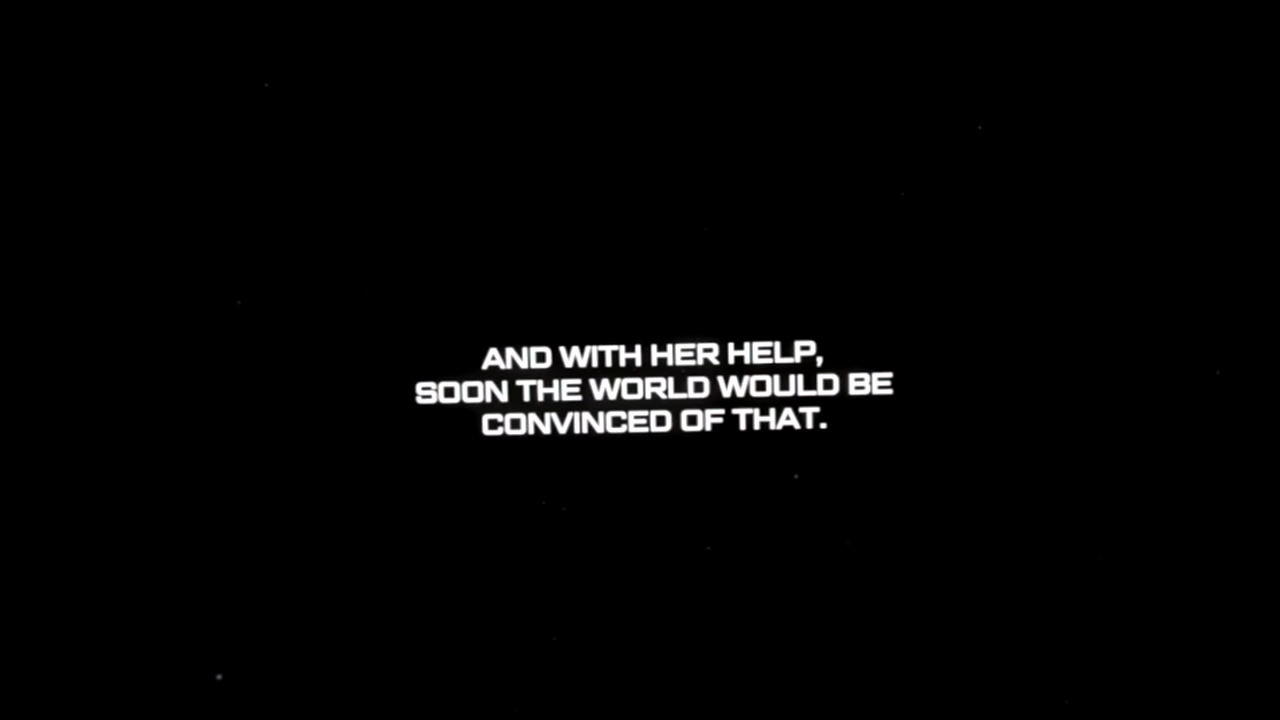 AND WITH HER HELP,
SOON THE WORLD WOULD BE
CONVINCED OF THAT.